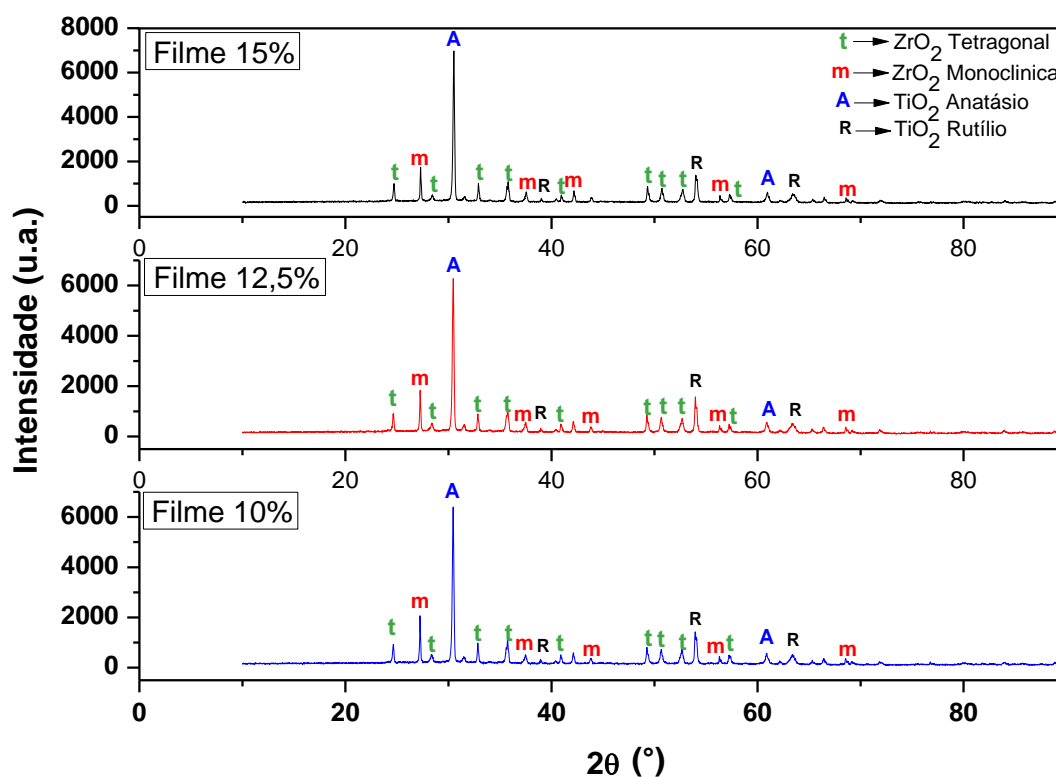 Intensidade (u.a.)
Filme 15%
t → ZrO2 Tetragonal
m → ZrO2 Monoclinica
A → TiO2 Anatásio
R → TiO2 Rutílio
8000
6000
4000
2000
0
A
t m t t t m R t m t t t R m t A R m
0 20 40 60 80
Filme 12,5%
6000
4000
2000
0
A
t m t t t m R t m t t t R m t A R m
0 20 40 60 80
Filme 10%
6000
4000
2000
0
A
t m t t t m R t m t t t R m t A R m
0 20 40 60 80
2θ (°)